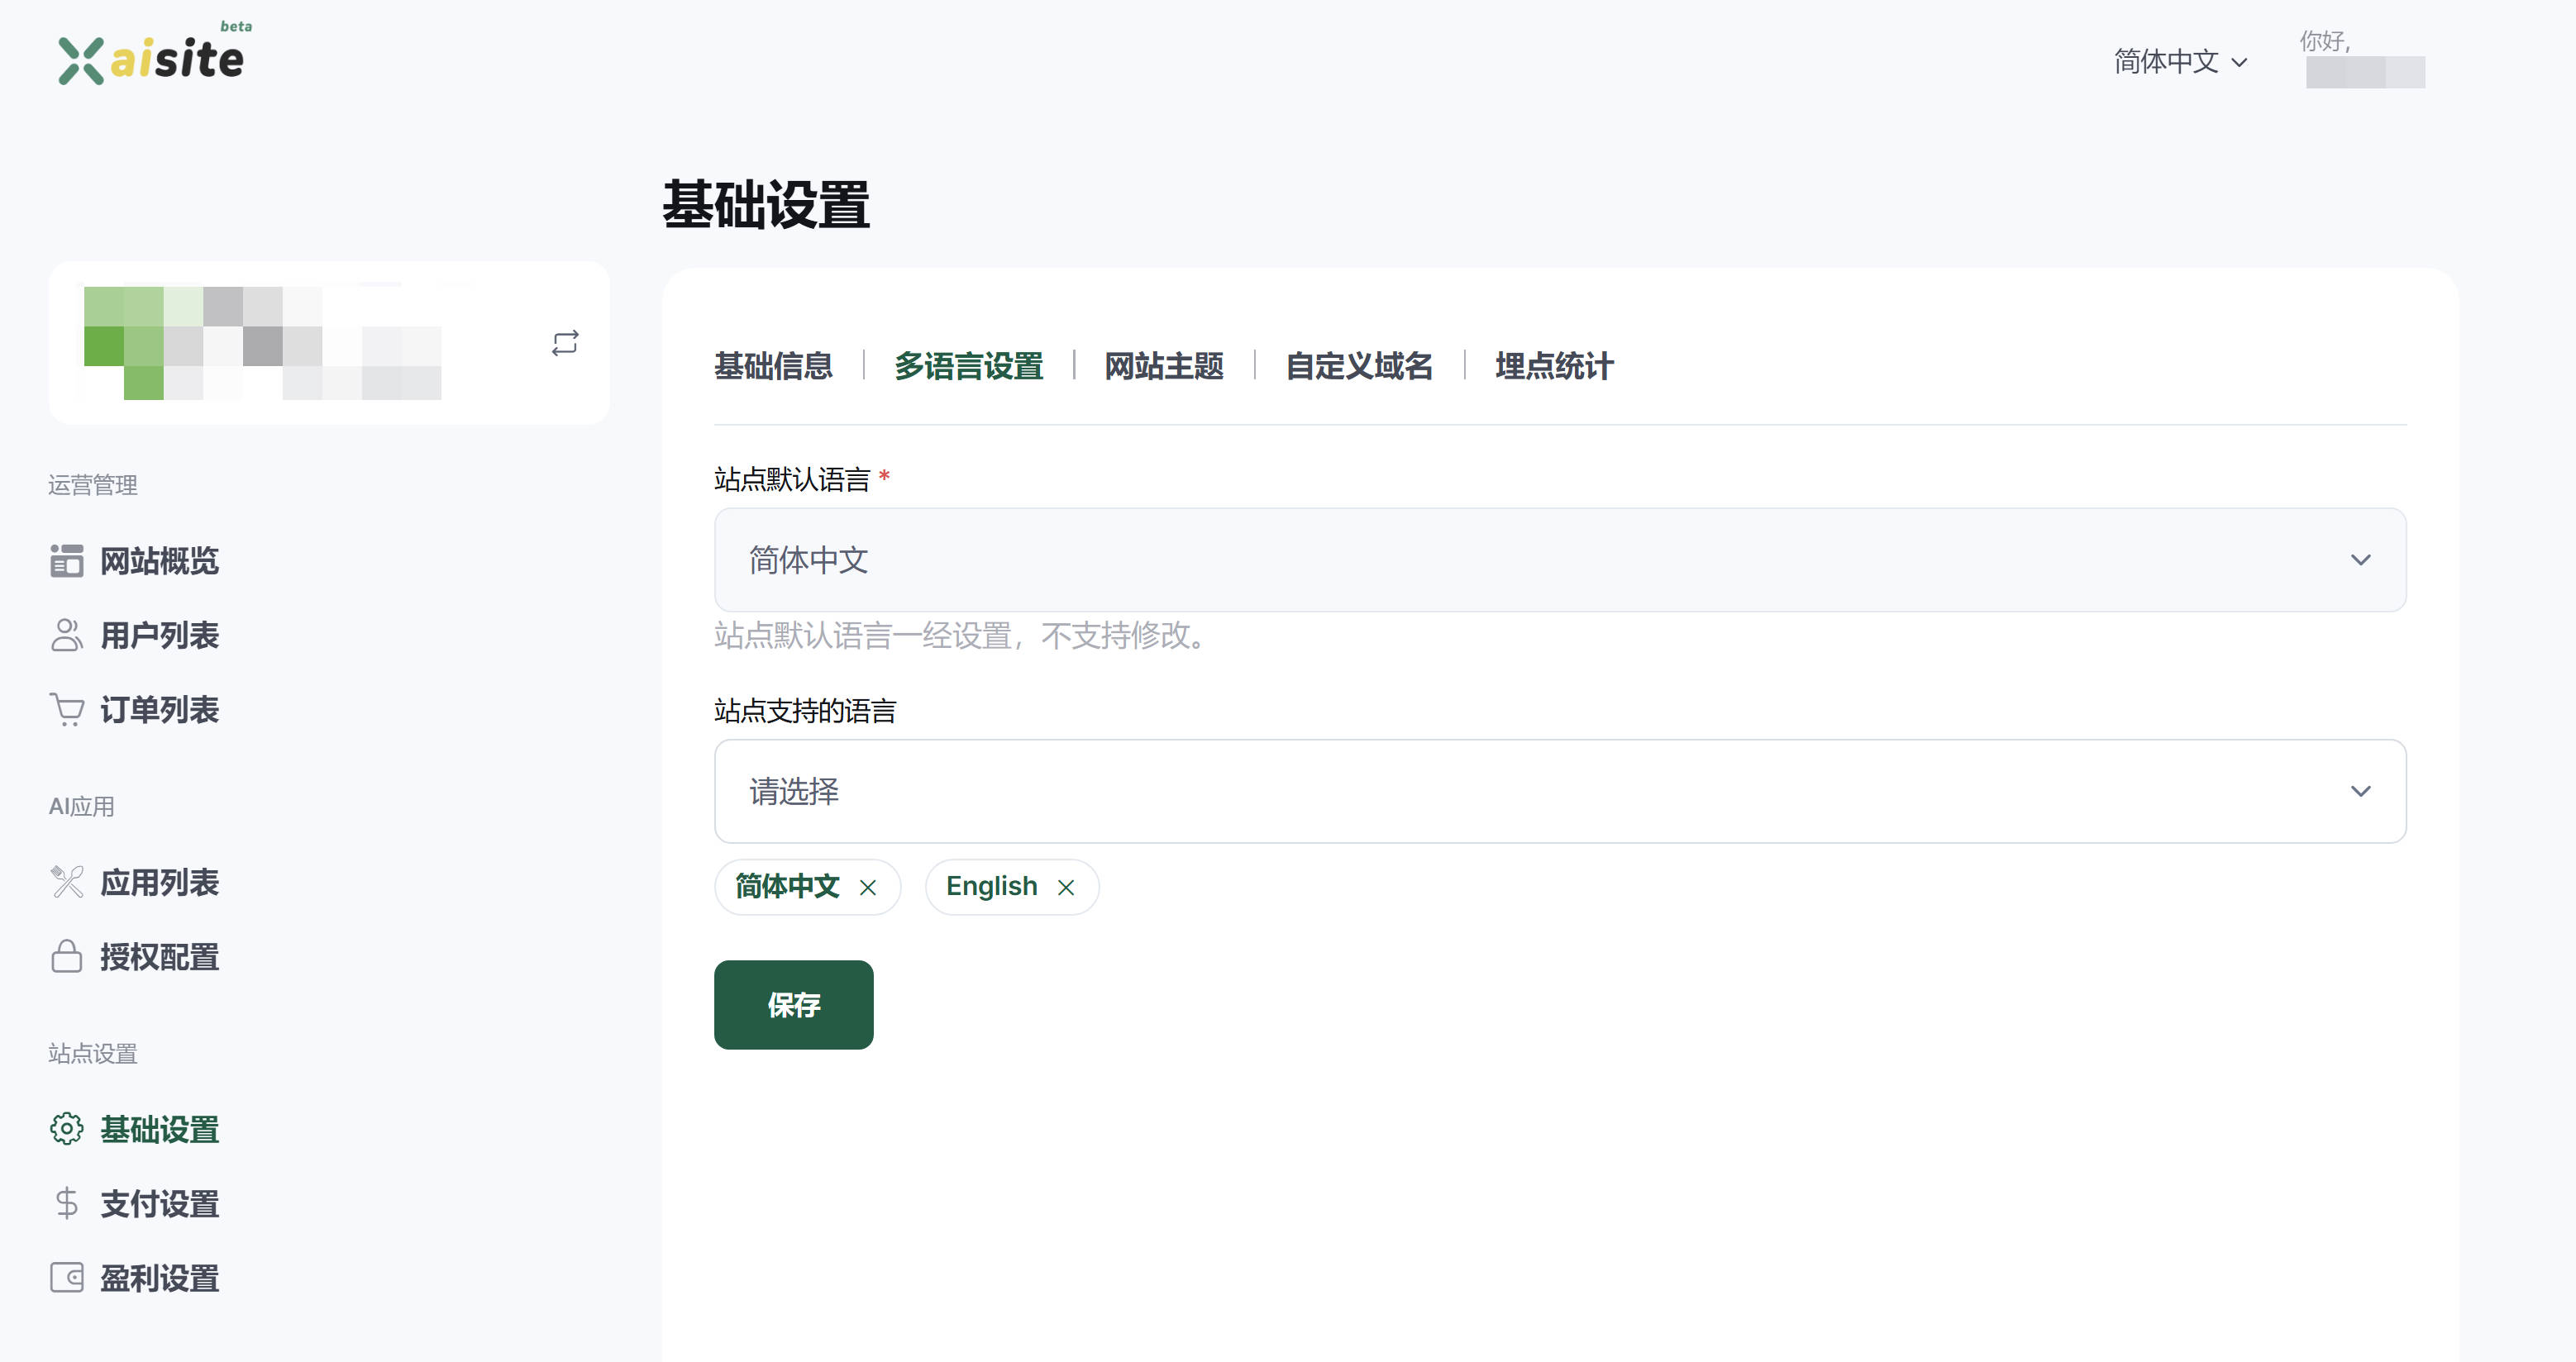 aisite
beta
简体中文
你好,
基础设置
基础信息
多语言设置
网站主题
自定义域名
埋点统计
运营管理
网站概览
用户列表
订单列表
AI应用
应用列表
授权配置
站点设置
基础设置
支付设置
盈利设置
站点默认语言 *
简体中文
站点默认语言一经设置，不支持修改。
站点支持的语言
请选择
简体中文
English
保存